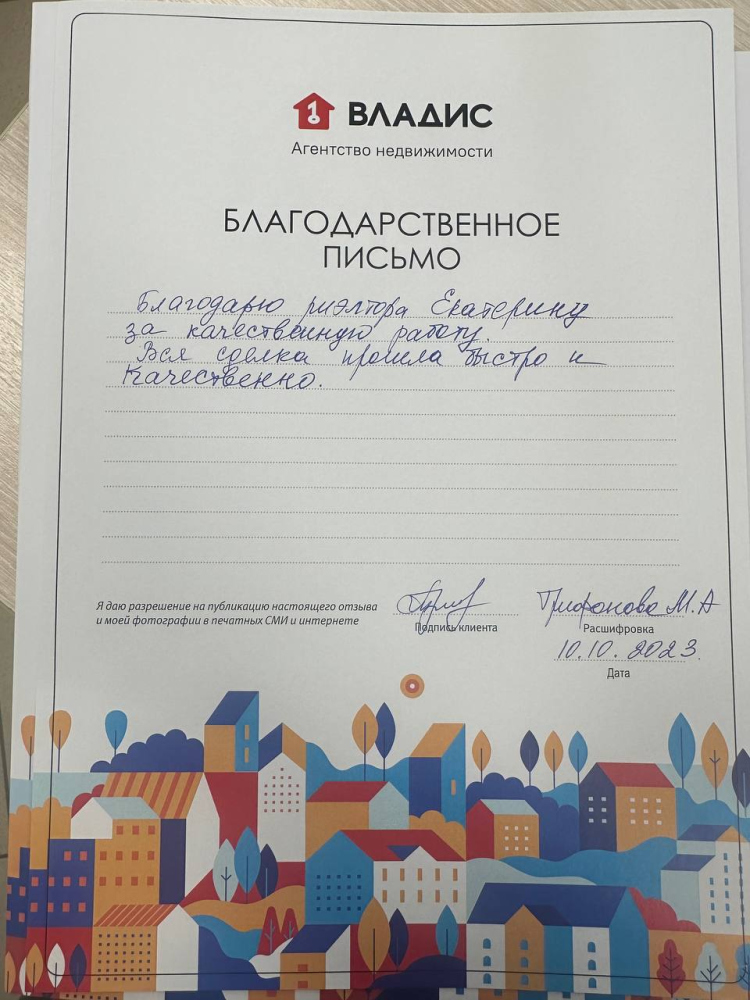 ВЛАДИС
Агентство недвижимости
БЛАГОДАРСТВЕННОЕ
ПИСЬМО
Благодарю риэлтора Екатерину
за качественную работу.
Вся сделка прошла быстро и
качественно.
Я даю разрешение на публикацию настоящего отзыва
и моей фотографии в печатных СМИ и интернете
Подпись клиента
М.А
Расшифровка
10.10.2023.
Дата